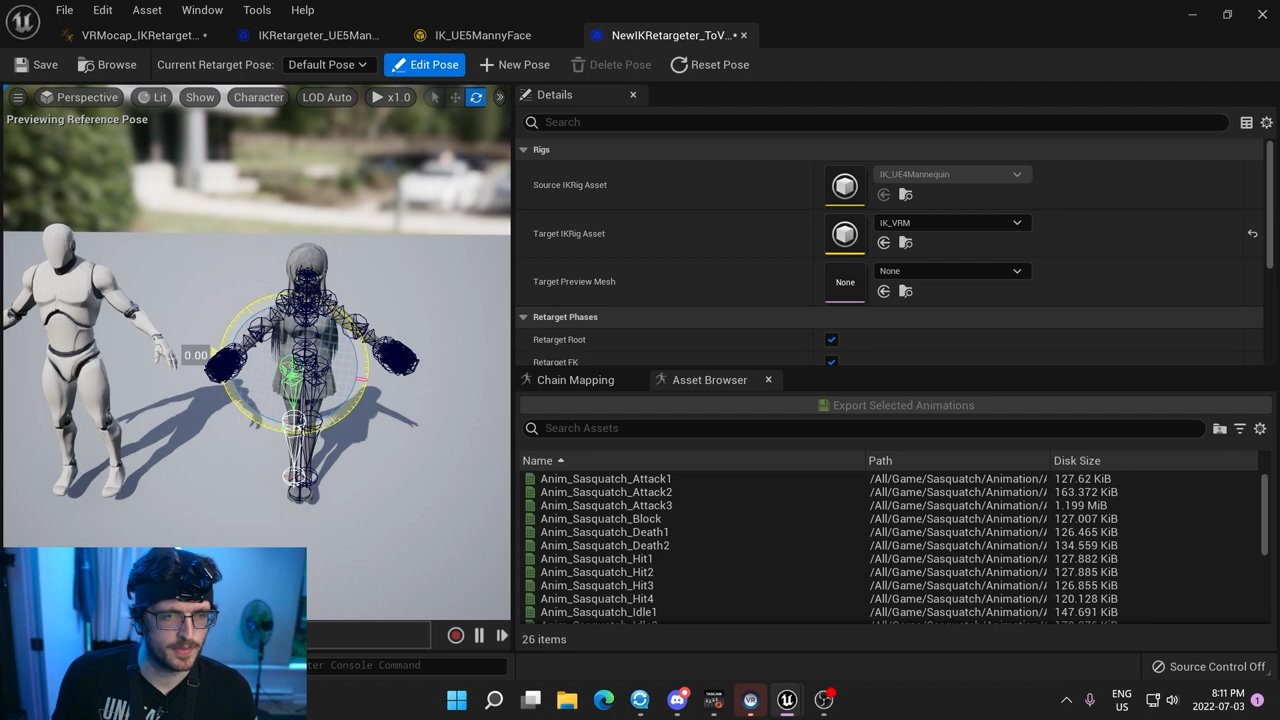 File Edit Asset Window Tools Help
VRMocap_IKRetarget... • IKRetargeter_UE5Man... IK_UE5MannyFace NewIKRetargeter_ToV...•
Save Browse Current Retarget Pose: Default Pose Edit Pose New Pose Delete Pose Reset Pose
Perspective Lit Show Character LOD Auto x1.0
Previewing Reference Pose
0.00
Details
Search
Rigs
Source IKRig Asset IK_UE4Mannequin
Target IKRig Asset IK_VRM
Target Preview Mesh None None
Retarget Phases
Retarget Root
Retarget FK
Chain Mapping Asset Browser
Export Selected Animations
Search Assets
Name Path Disk Size
Anim_Sasquatch_Attack1 /All/Game/Sasquatch/Animation/A 127.62 KiB
Anim_Sasquatch_Attack2 /All/Game/Sasquatch/Animation/A 163.372 KiB
Anim_Sasquatch_Attack3 /All/Game/Sasquatch/Animation/A 1.199 MiB
Anim_Sasquatch_Block /All/Game/Sasquatch/Animation/A 127.007 KiB
Anim_Sasquatch_Death1 /All/Game/Sasquatch/Animation/A 126.465 KiB
Anim_Sasquatch_Death2 /All/Game/Sasquatch/Animation/A 134.559 KiB
Anim_Sasquatch_Hit1 /All/Game/Sasquatch/Animation/A 127.882 KiB
Anim_Sasquatch_Hit2 /All/Game/Sasquatch/Animation/A 127.885 KiB
Anim_Sasquatch_Hit3 /All/Game/Sasquatch/Animation/A 126.855 KiB
Anim_Sasquatch_Hit4 /All/Game/Sasquatch/Animation/A 120.128 KiB
Anim_Sasquatch_Idle1 /All/Game/Sasquatch/Animation/A 147.691 KiB
26 items
ter Console Command
Source Control Off
ENG
US
8:11 PM
2022-07-03
1